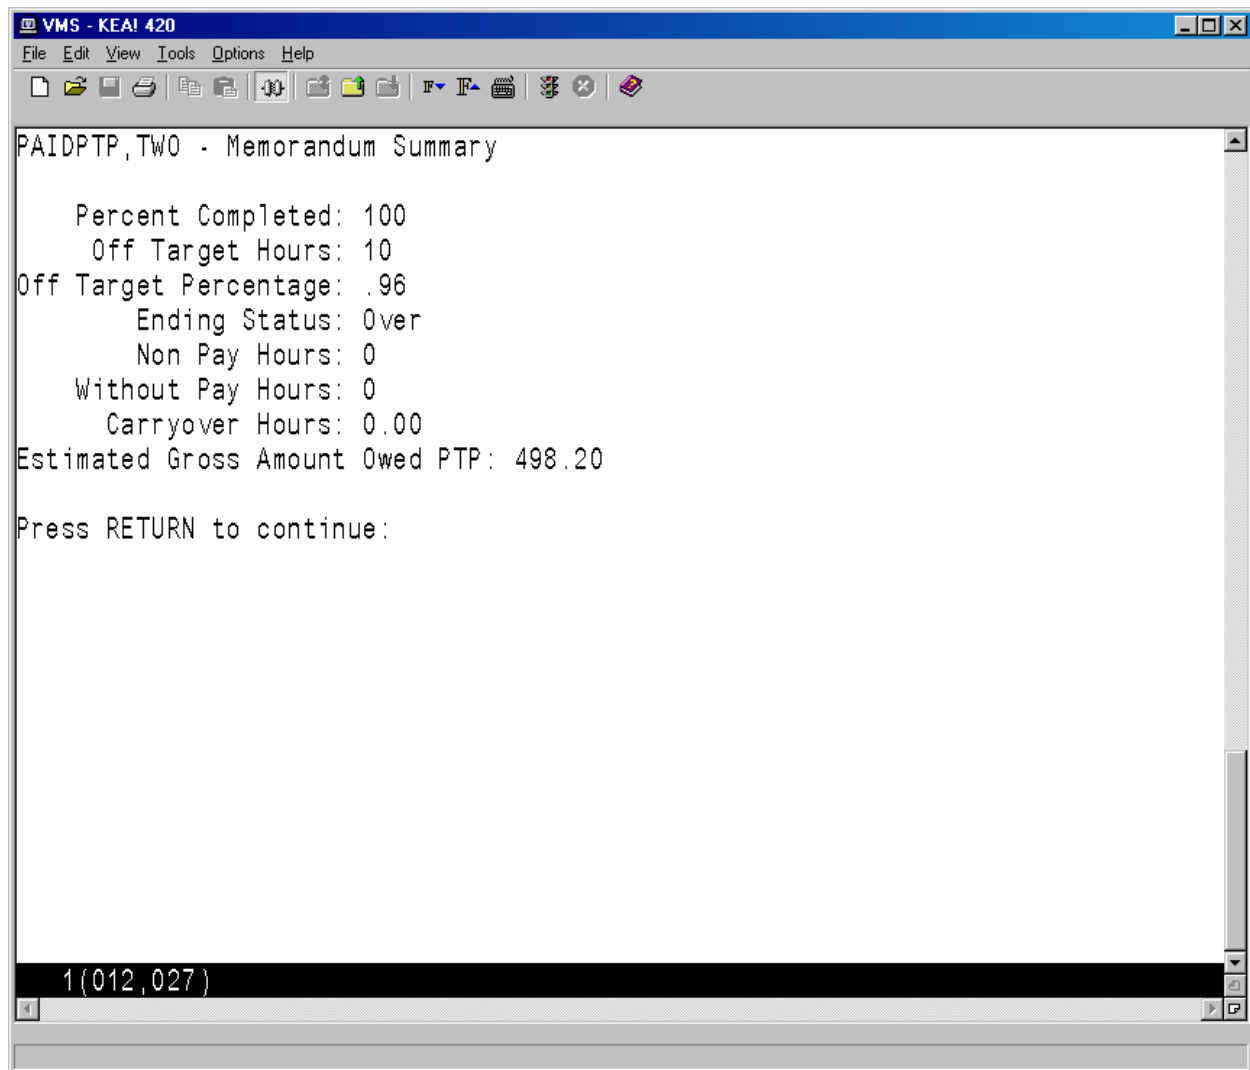 VMS - KEA! 420
File Edit View Tools Options Help
PAIDPTP,TWO - Memorandum Summary
Percent Completed: 100
Off Target Hours: 10
Off Target Percentage: .96
Ending Status: Over
Non Pay Hours: 0
Without Pay Hours: 0
Carryover Hours: 0.00
Estimated Gross Amount Owed PTP: 498.20
Press RETURN to continue:
1(012,027)